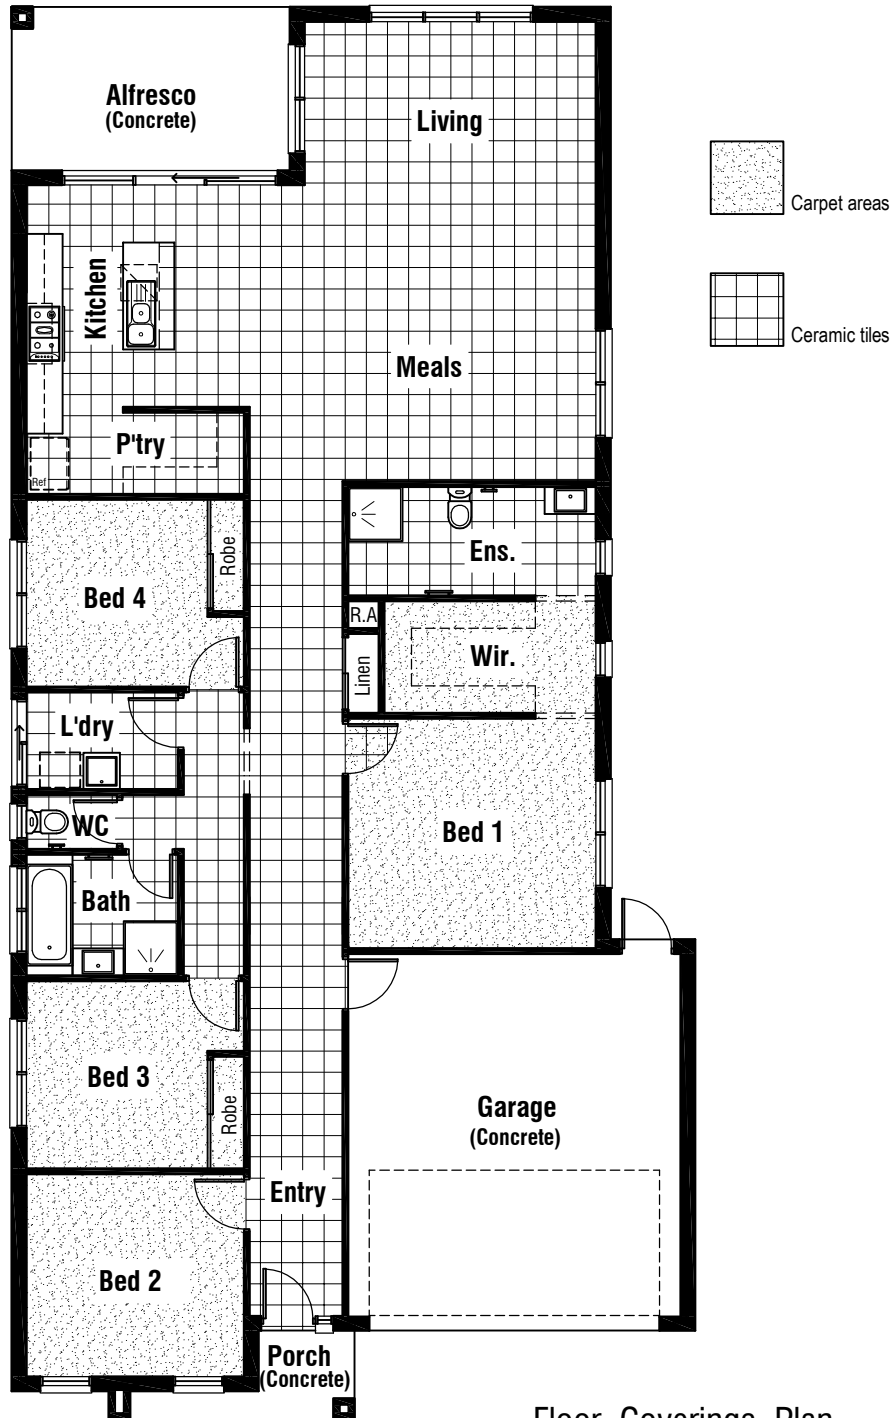 Alfresco
(Concrete)
Living
Carpet areas
Kitchen
Ceramic tiles
Meals
P'try
Ref
Ens.
Robe
Bed 4
R.A
Wir.
Linen
L'dry
WC
Bed 1
Bath
Bed 3
Robe
Garage
(Concrete)
Entry
Bed 2
Porch
(Concrete)
Floor Coverings Plan